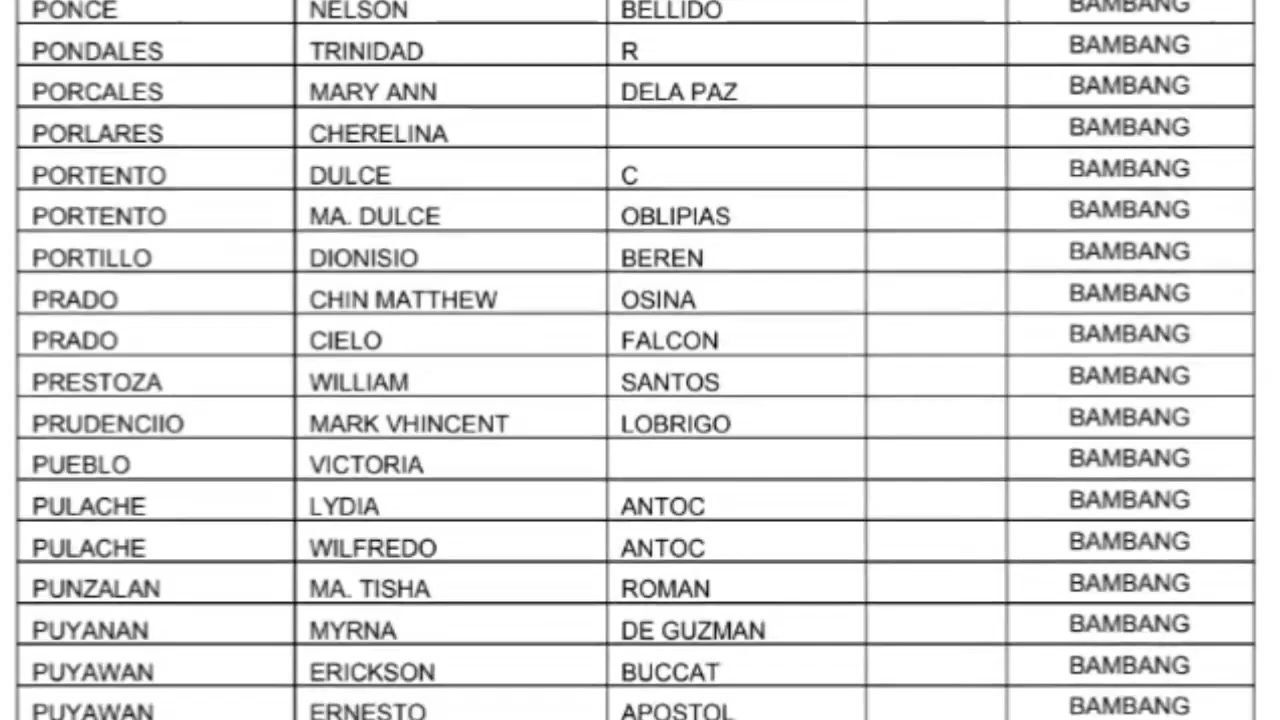 PONCE NELSON BELLIDO BAMBANG
PONDALES TRINIDAD R BAMBANG
PORCALES MARY ANN DELA PAZ BAMBANG
PORLARES CHERELINA BAMBANG
PORTENTO DULCE C BAMBANG
PORTENTO MA. DULCE OBLIPIAS BAMBANG
PORTILLO DIONISIO BEREN BAMBANG
PRADO CHIN MATTHEW OSINA BAMBANG
PRADO CIELO FALCON BAMBANG
PRESTOZA WILLIAM SANTOS BAMBANG
PRUDENCIIO MARK VHINCENT LOBRIGO BAMBANG
PUEBLO VICTORIA BAMBANG
PULACHE LYDIA ANTOC BAMBANG
PULACHE WILFREDO ANTOC BAMBANG
PUNZALAN MA. TISHA ROMAN BAMBANG
PUYANAN MYRNA DE GUZMAN BAMBANG
PUYAWAN ERICKSON BUCCAT BAMBANG
PUYAWAN ERNESTO APOSTOL BAMBANG